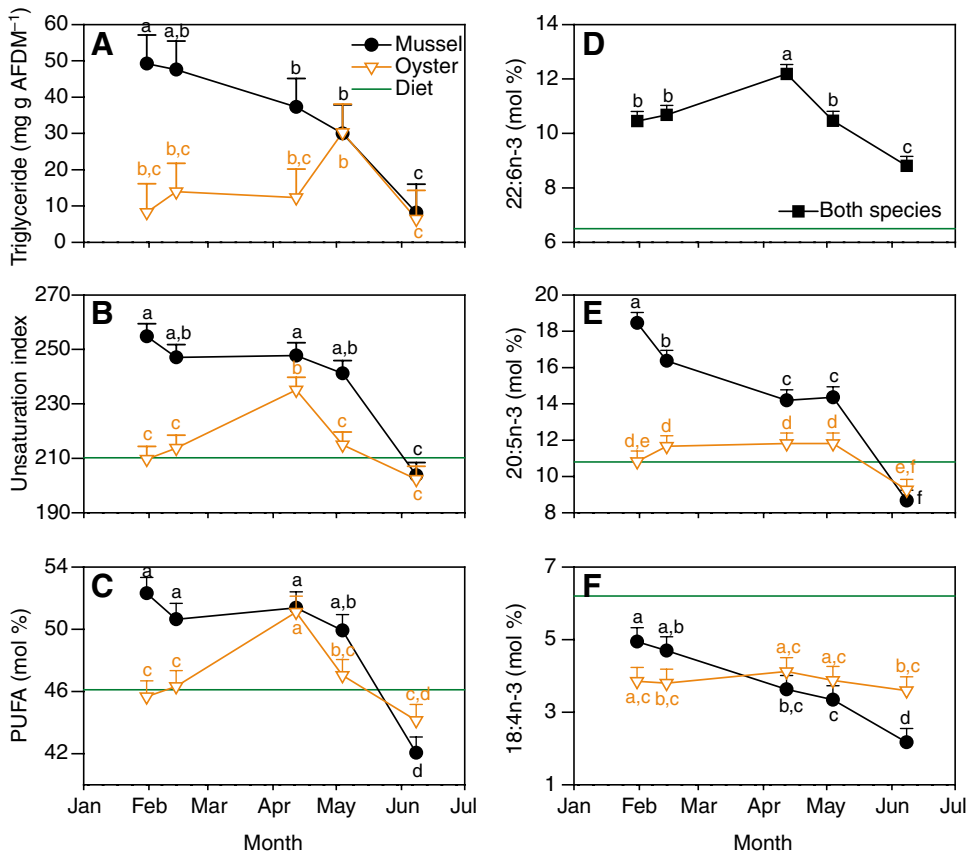 A
Triglyceride (mg g AFDM⁻¹)
60
50
40
30
20
10
0
Mussel
Oyster
Diet
a
a,b
b
b
c
b,c
b,c
b,c
b
c
B
Unsaturation index
270
250
230
210
190
a
a,b
a
a,b
c
c
c
b
c
c
C
PUFA (mol %)
54
50
46
42
a
a
a
a,b
d
c
c
a
b,c
c,d
Jan
Feb
Mar
Apr
May
Jun
Jul
Month
D
22:6n-3 (mol %)
14
12
10
8
6
b
b
a
b
c
Both species
E
20:5n-3 (mol %)
20
18
16
14
12
10
8
a
b
c
c
f
d,e
d
d
d
e,f
F
18:4n-3 (mol %)
7
5
3
1
a
a,b
b,c
c
d
a,c
b,c
a,c
a,c
b,c
Jan
Feb
Mar
Apr
May
Jun
Jul
Month